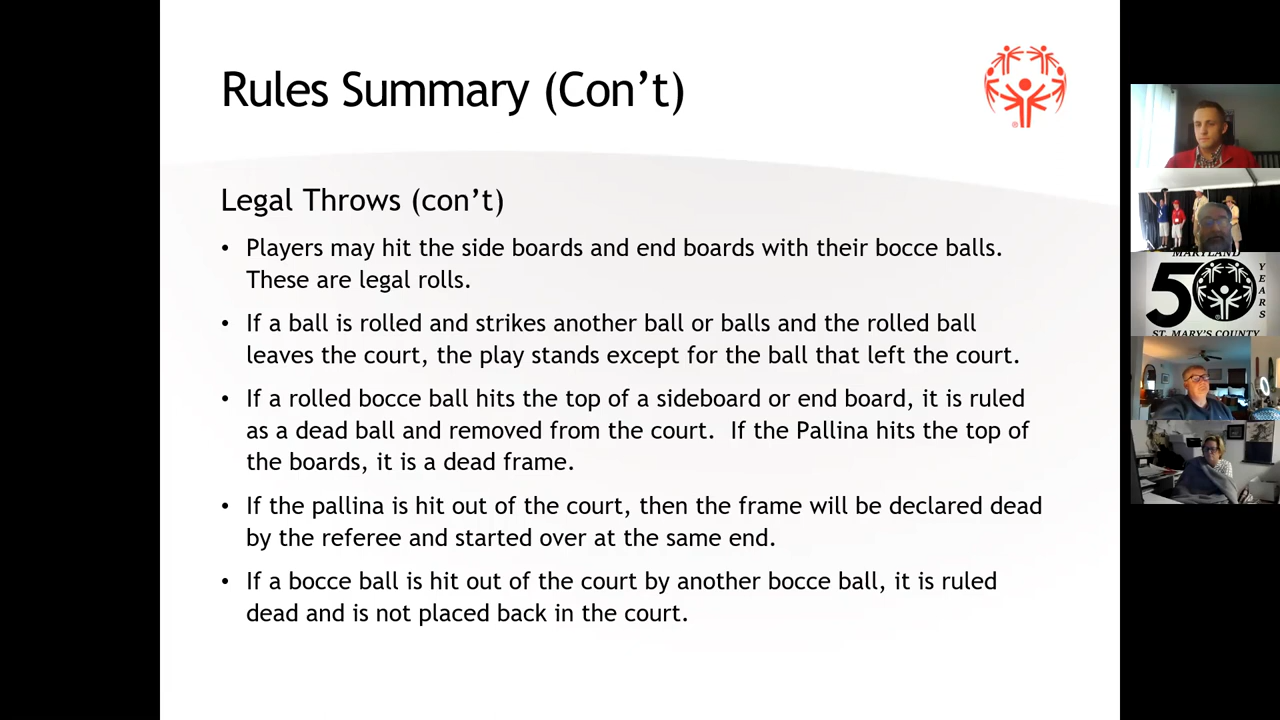 Rules Summary (Con’t)
Legal Throws (con’t)
• Players may hit the side boards and end boards with their bocce balls.
These are legal rolls.
• If a ball is rolled and strikes another ball or balls and the rolled ball
leaves the court, the play stands except for the ball that left the court.
• If a rolled bocce ball hits the top of a sideboard or end board, it is ruled
as a dead ball and removed from the court.  If the Pallina hits the top of
the boards, it is a dead frame.
• If the pallina is hit out of the court, then the frame will be declared dead
by the referee and started over at the same end.
• If a bocce ball is hit out of the court by another bocce ball, it is ruled
dead and is not placed back in the court.
®
MARYLAND
50
YEARS
ST. MARY'S COUNTY